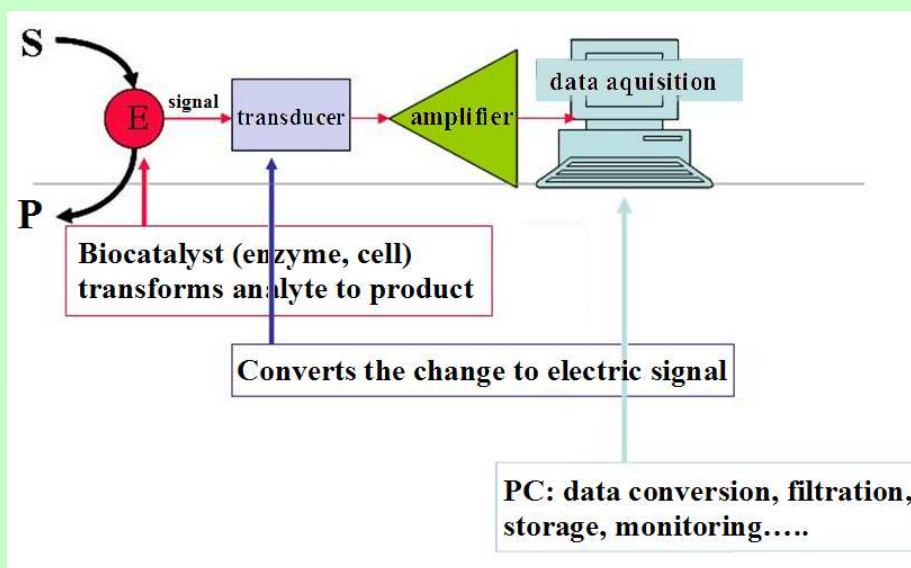 S
E
P
signal
transducer
amplifier
data aquisition
Biocatalyst (enzyme, cell)
transforms analyte to product
Converts the change to electric signal
PC: data conversion, filtration,
storage, monitoring.....